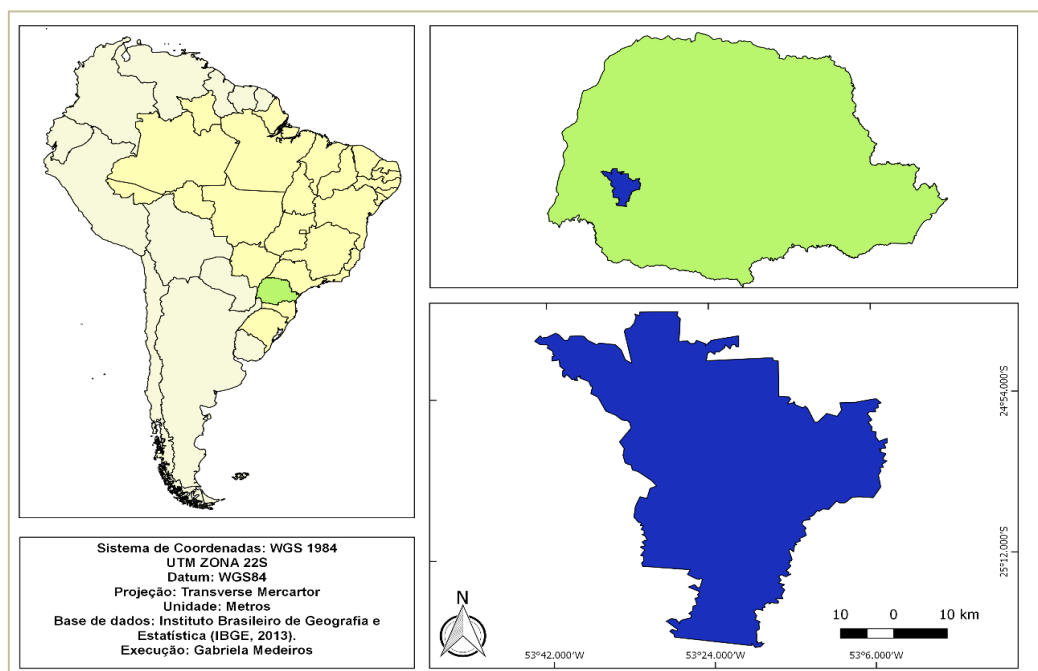 Sistema de Coordenadas: WGS 1984
UTM ZONA 22S
Datum: WGS84
Projeção: Transverse Mercartor
Unidade: Metros
Base de dados: Instituto Brasileiro de Geografia e
Estatística (IBGE, 2013).
Execução: Gabriela Medeiros
24°54.000'S
25°12.000'S
N
10 0 10 km
53°42.000'W 53°24.000'W 53°6.000'W